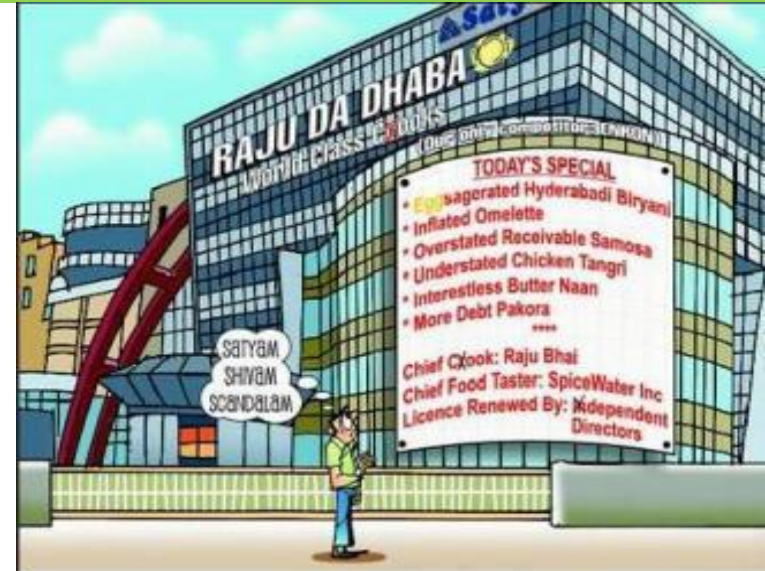 Saty
RAJU DA DHABA
World Class Crooks
(Our only competitor: ENRON)
TODAY'S SPECIAL
* Eggsagerated Hyderabadi Biryani
* Inflated Omelette
* Overstated Receivable Samosa
* Understated Chicken Tangri
* Interestless Butter Naan
* More Debt Pakora
****
Chief Crook: Raju Bhai
Chief Food Taster: SpiceWater Inc
Licence Renewed By: Independent
Directors
SATYAM
SHIVAM
SCANDALAM